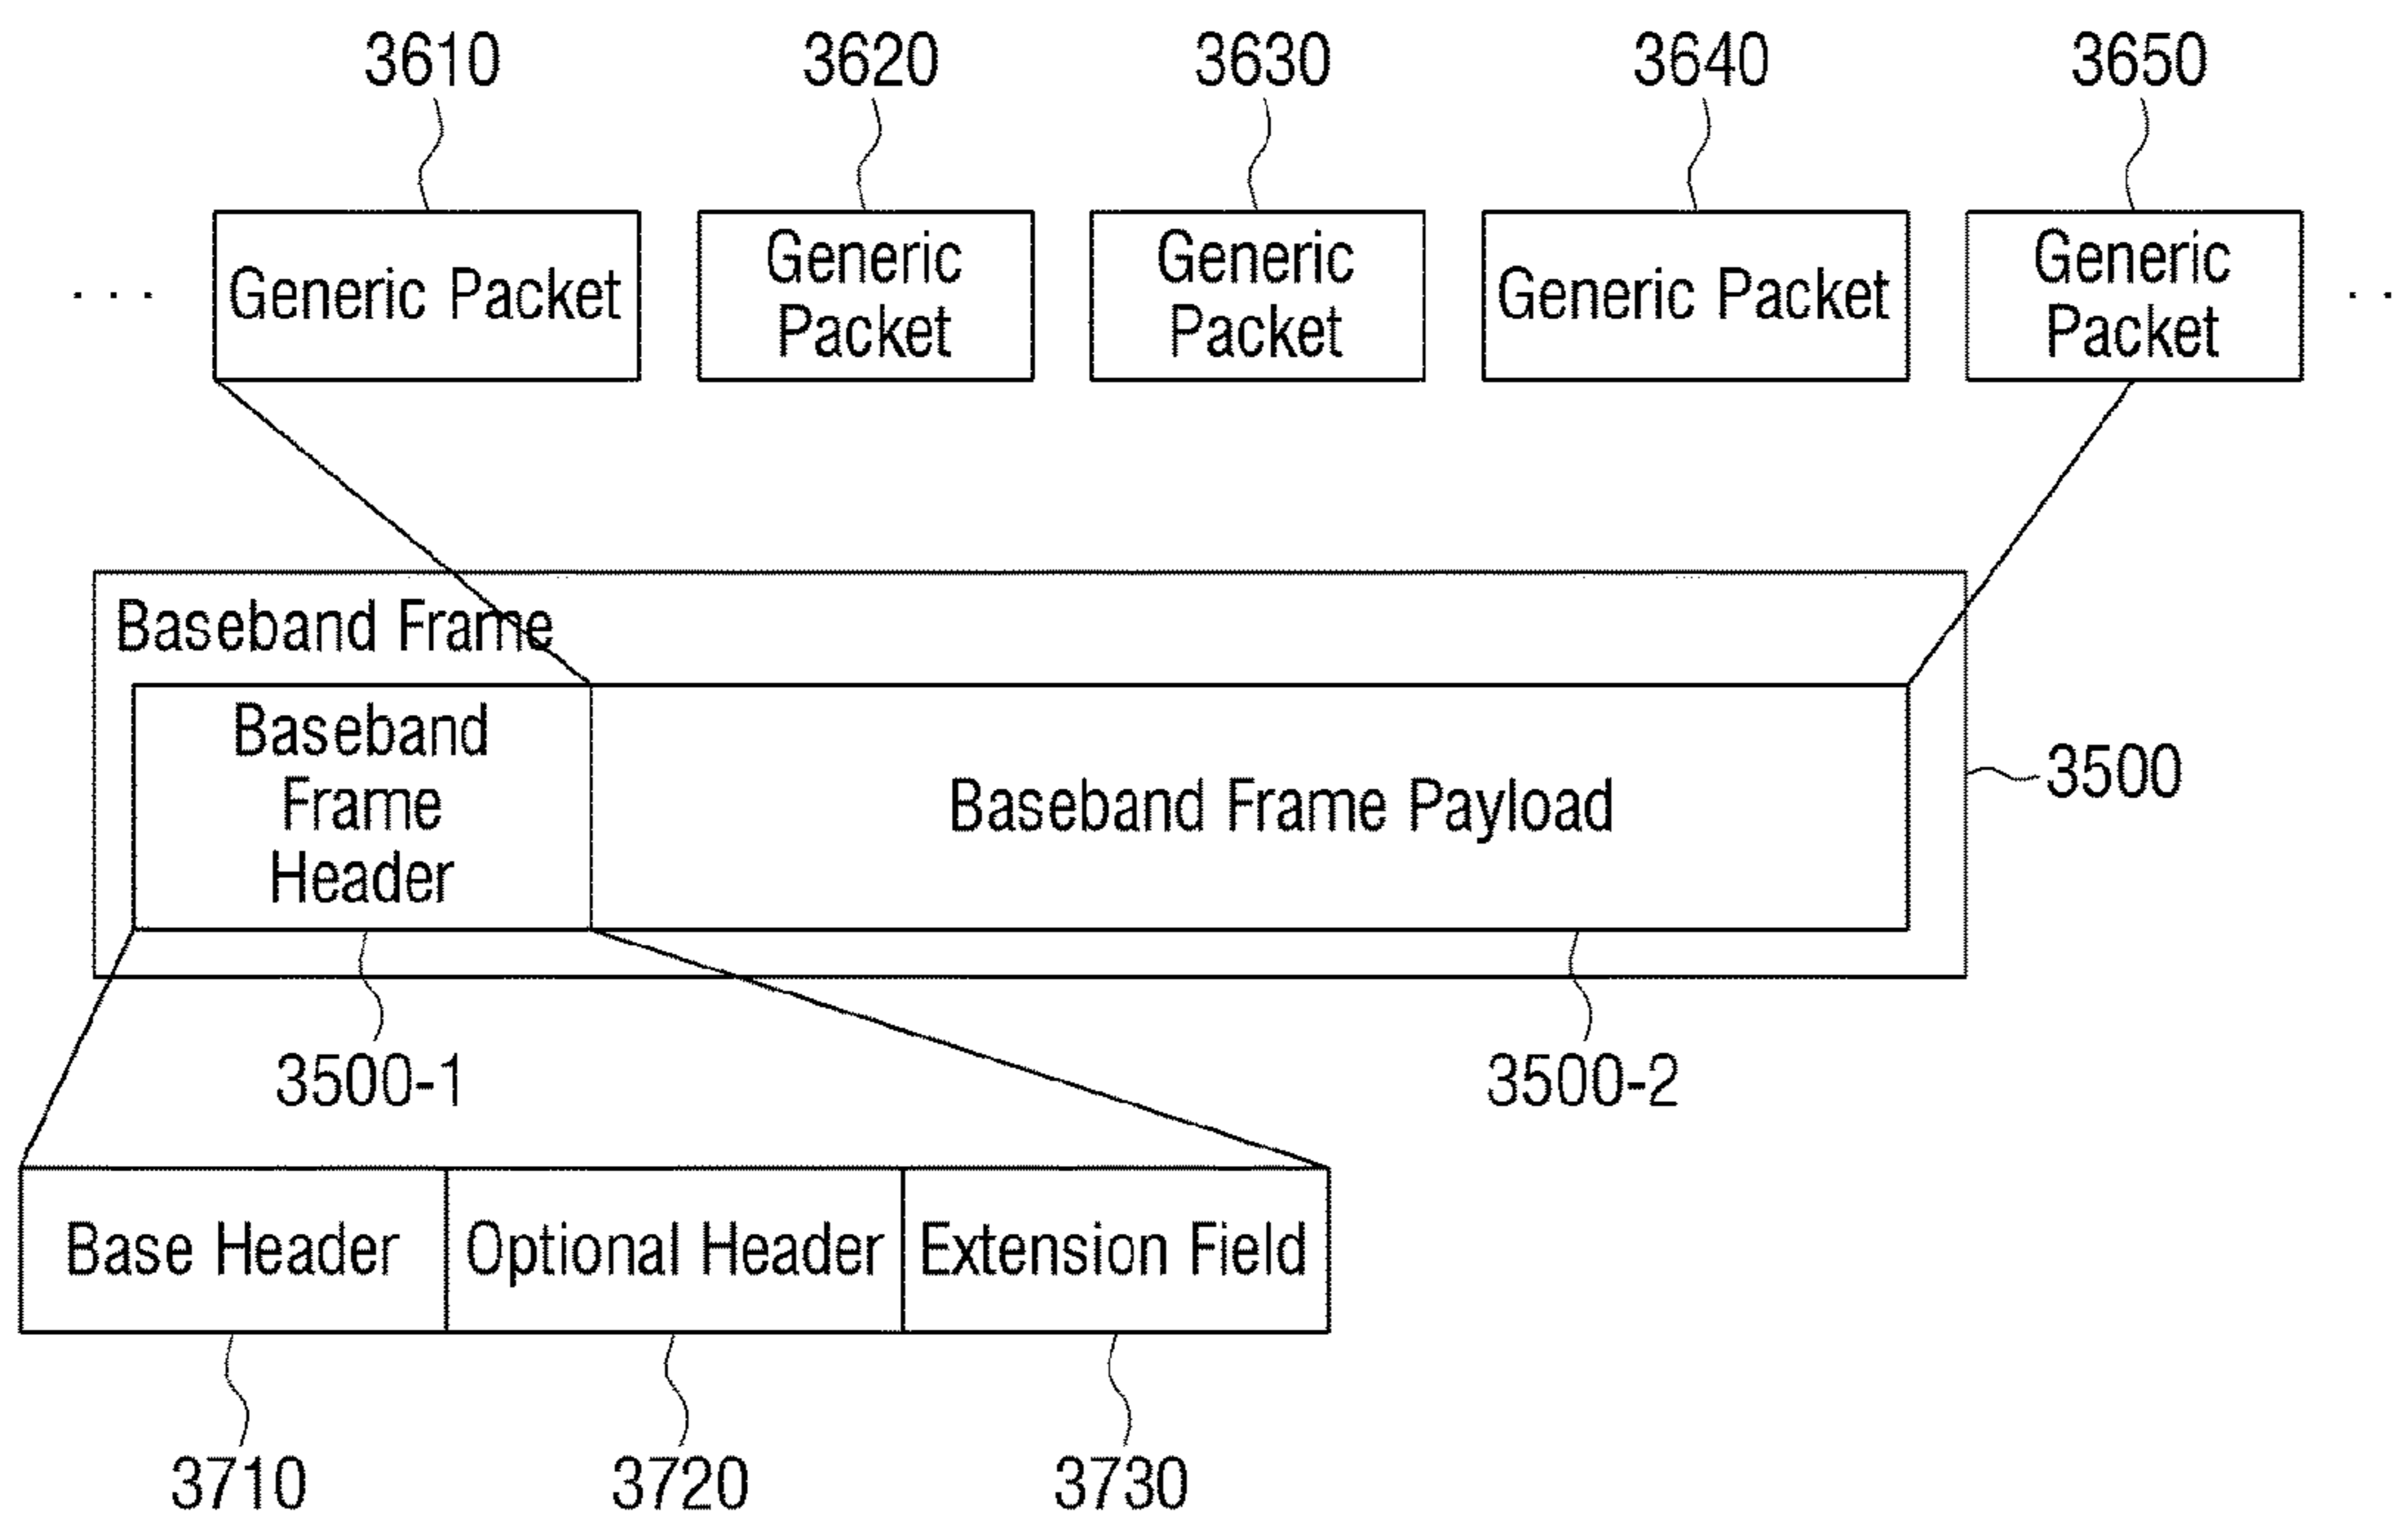 3610 3620 3630 3640 3650
. . . Generic Packet
Generic
Packet
Generic
Packet
Generic Packet
Generic
Packet
. .
Baseband Frame
Baseband
Frame
Header
Baseband Frame Payload
3500
3500-1 3500-2
Base Header Optional Header Extension Field
3710 3720 3730